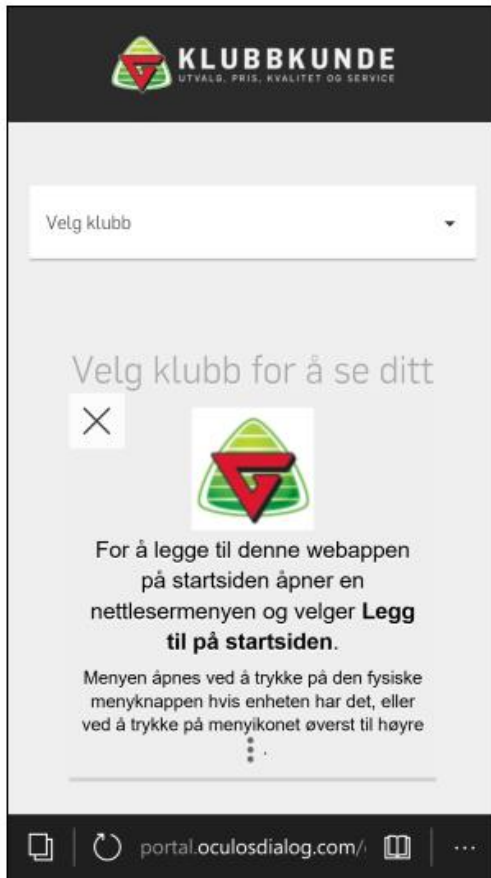 KLUBBKUNDE
UTVALG, PRIS, KVALITET OG SERVICE
Velg klubb
Velg klubb for å se ditt
For å legge til denne webappen
på startsiden åpner en
nettlesermenyen og velger Legg
til på startsiden.
Menyen åpnes ved å trykke på den fysiske
menyknappen hvis enheten har det, eller
ved å trykke på menyikonet øverst til høyre
.
portal.oculosdialog.com/